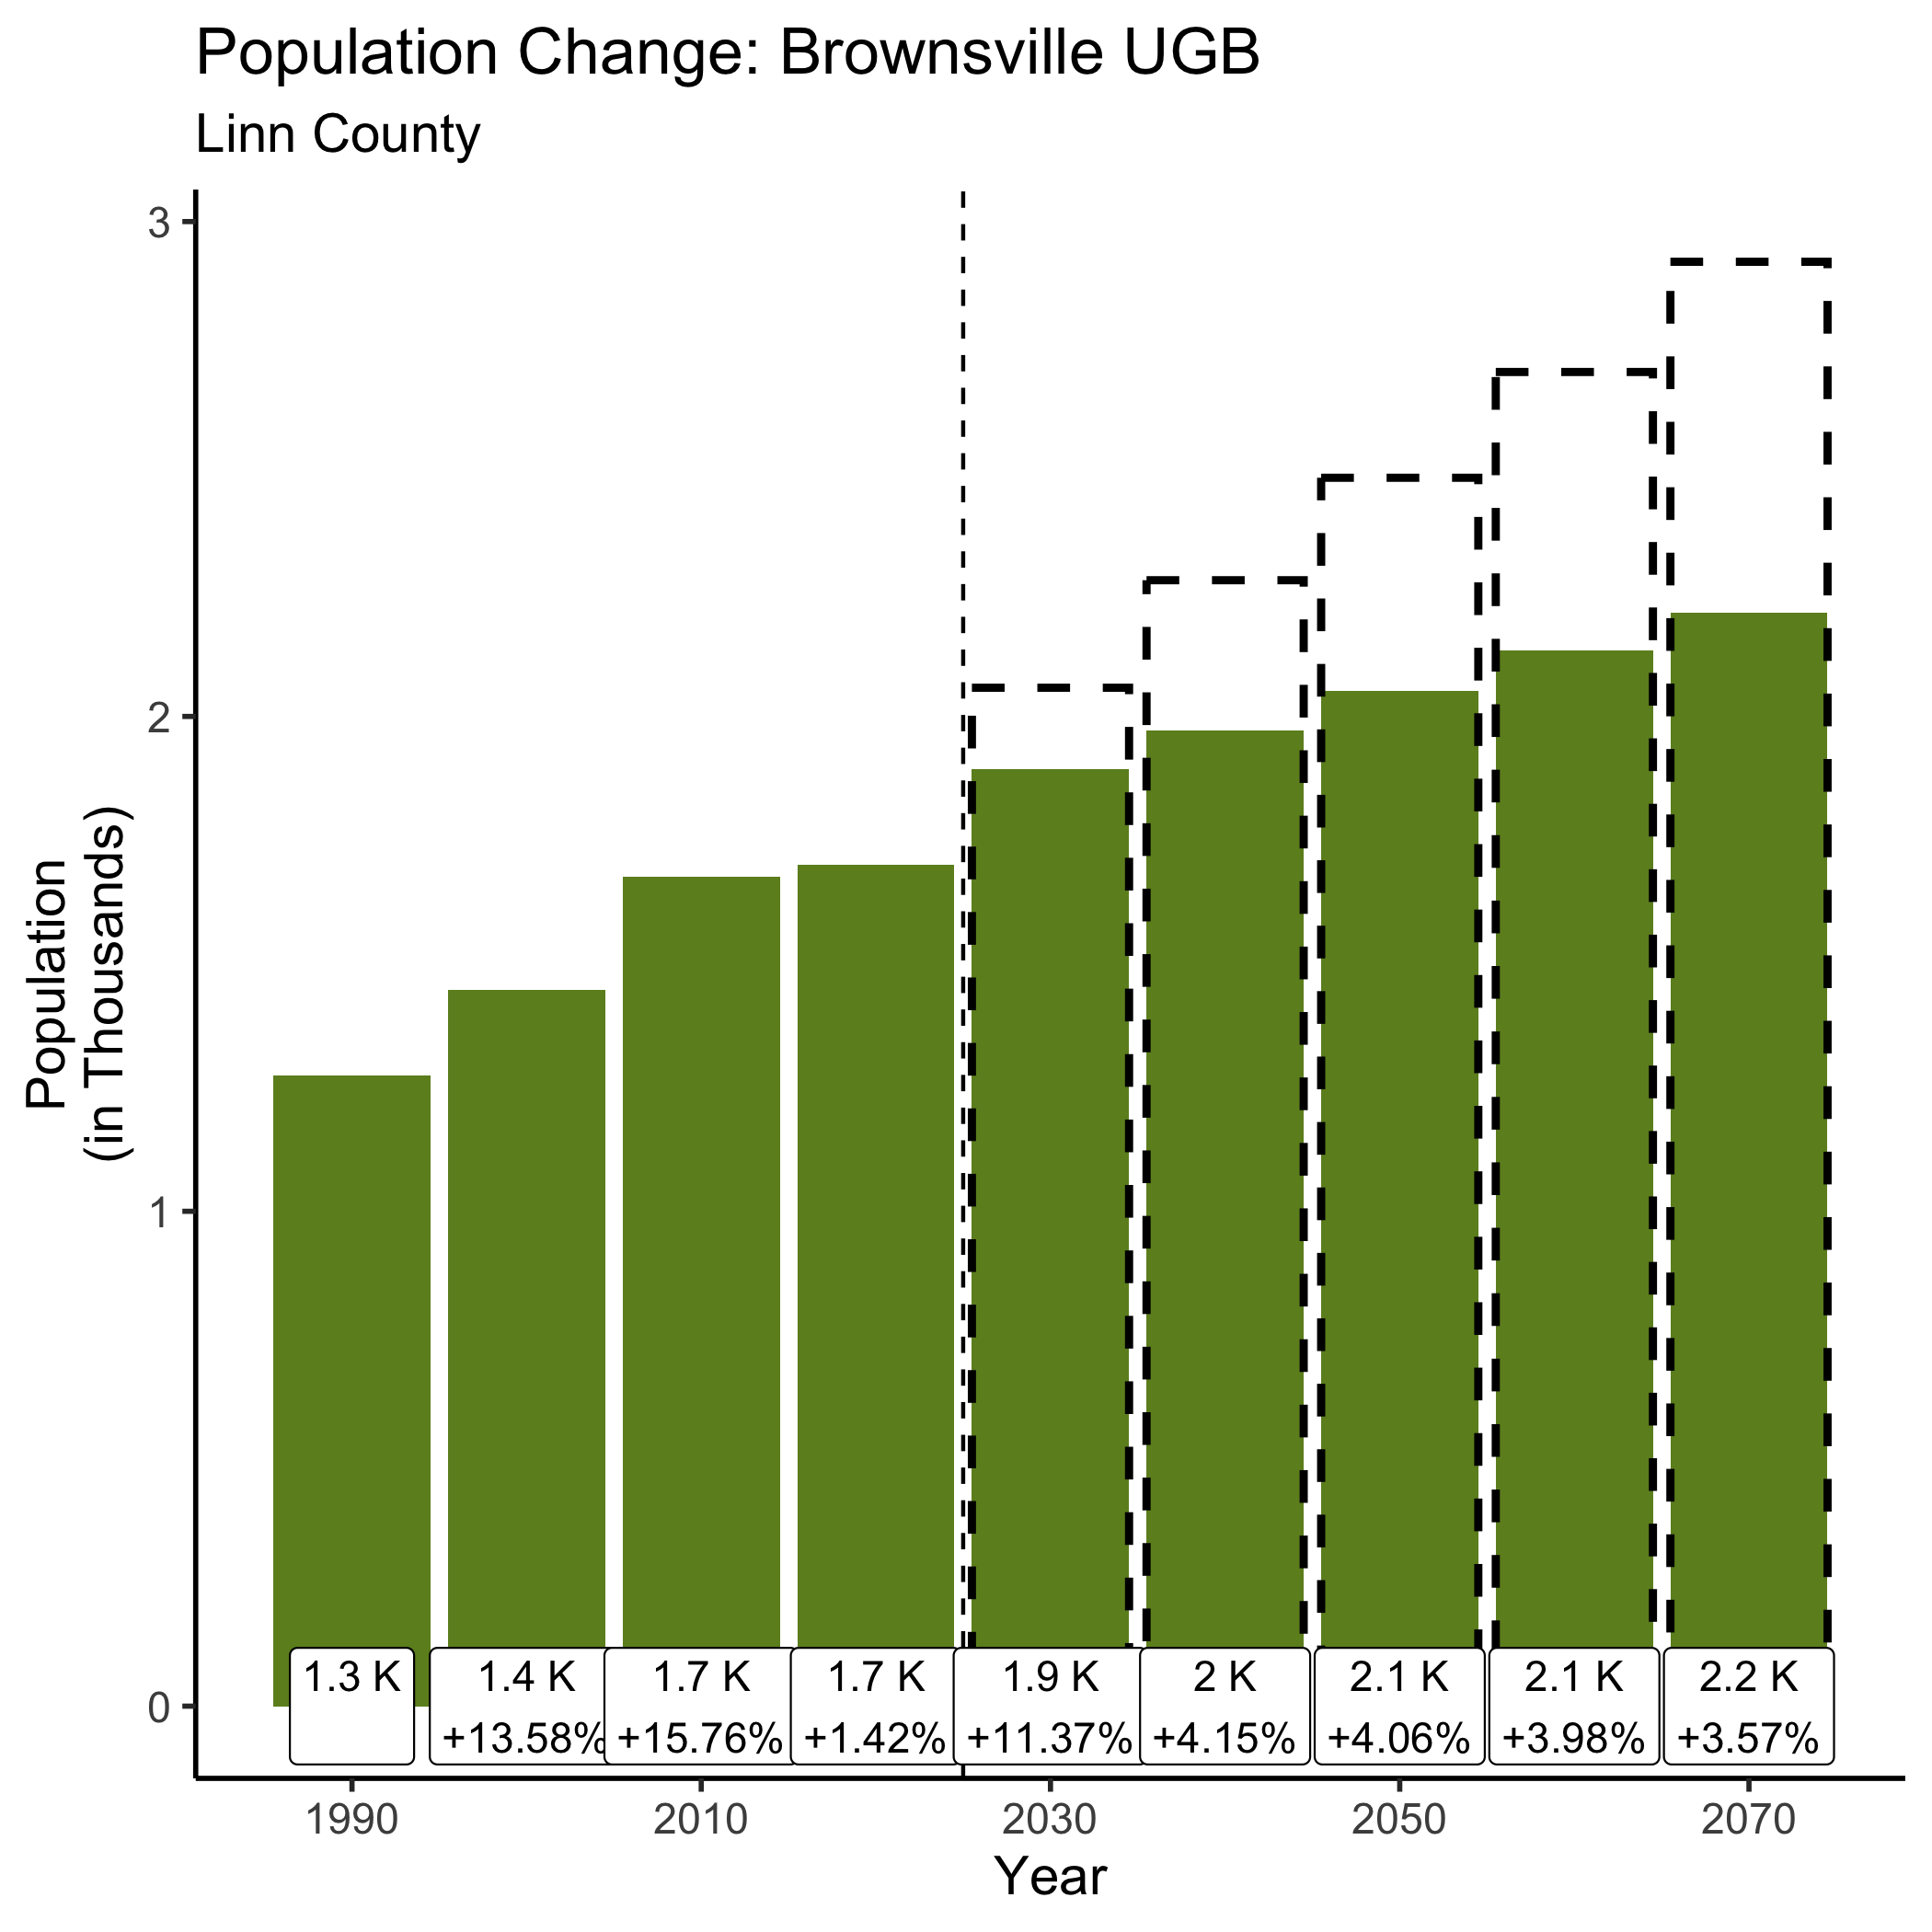 Population Change: Brownsville UGB
Linn County
Population
(in Thousands)
3
2
1
0
1.3 K
1.4 K
+13.58%
1.7 K
+15.76%
1.7 K
+1.42%
1.9 K
+11.37%
2 K
+4.15%
2.1 K
+4.06%
2.1 K
+3.98%
2.2 K
+3.57%
1990
2010
2030
2050
2070
Year